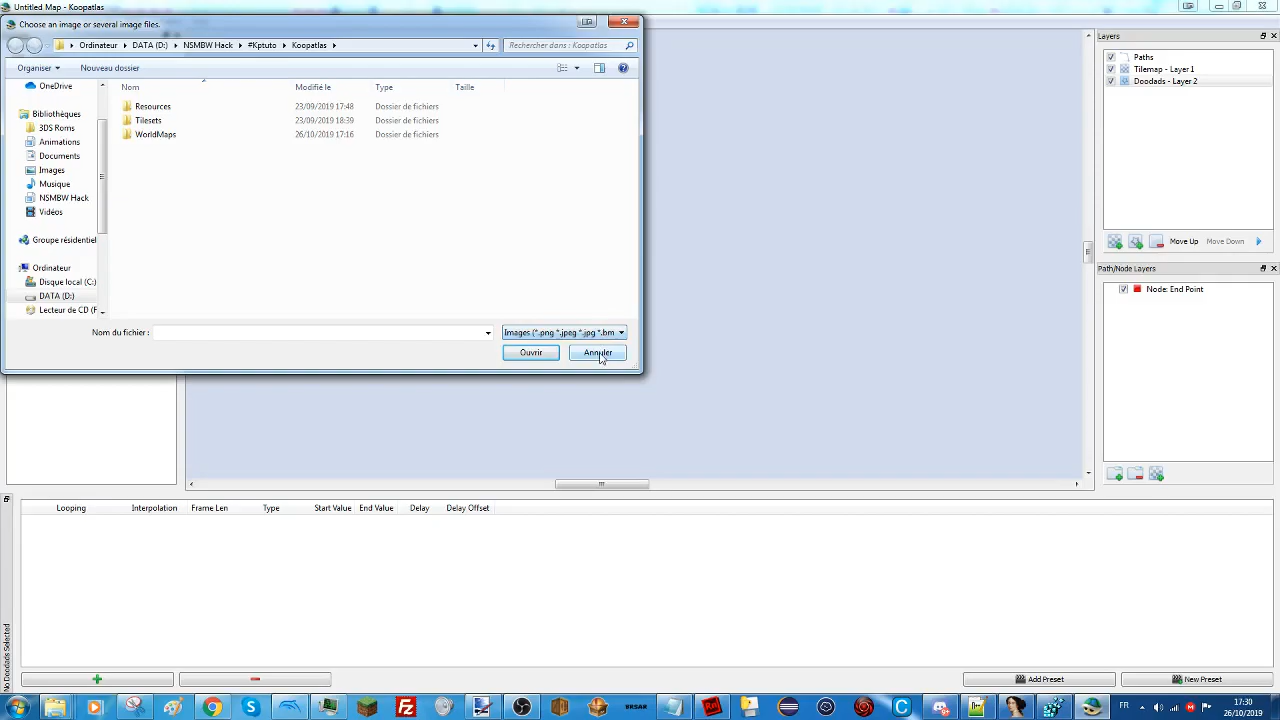 Untitled Map - Koopatlas
Choose an image or several image files.
Ordinateur DATA (D:) NSMBW Hack #Kptuto Koopatlas
Rechercher dans : Koopatlas
Organiser Nouveau dossier
Nom Modifié le Type Taille
Resources 23/09/2019 17:48 Dossier de fichiers
Tilesets 23/09/2019 18:39 Dossier de fichiers
WorldMaps 26/10/2019 17:16 Dossier de fichiers
OneDrive
Bibliothèques
3DS Roms
Animations
Documents
Images
Musique
NSMBW Hack
Vidéos
Groupe résidentiel
Ordinateur
Disque local (C:)
DATA (D:)
Lecteur de CD (F
Nom du fichier :
Images (*.png *.jpeg *.jpg *.bm
Ouvrir Annuler
Layers
Paths
Tilemap - Layer 1
Doodads - Layer 2
Move Up Move Down
Path/Node Layers
Node: End Point
Looping Interpolation Frame Len Type Start Value End Value Delay Delay Offset
No Doodads Selected
Add Preset New Preset
BRSAR
FR
17:30
26/10/2019